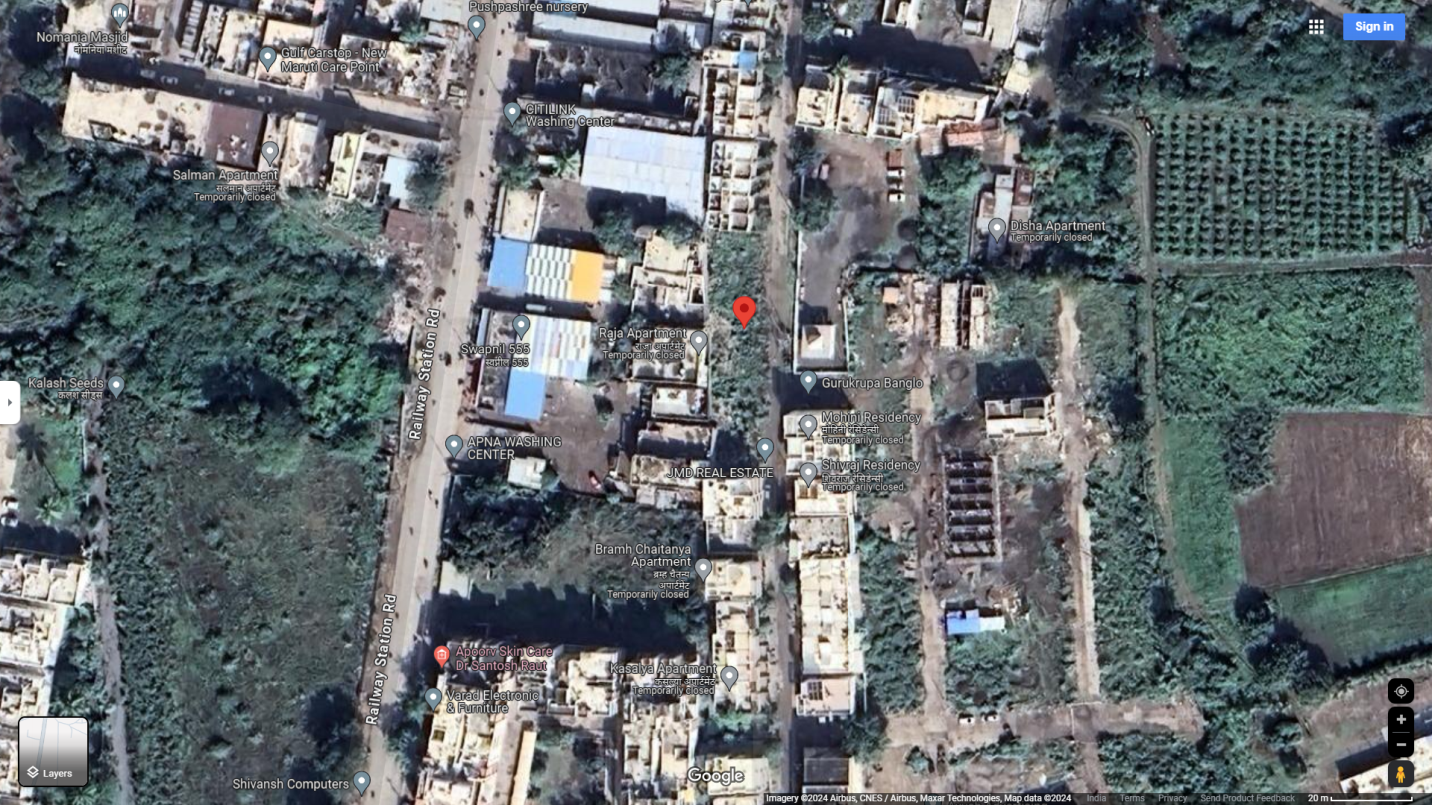 Pushpashree nursery
Nomania Masjid
नोमनिया मस्जीद
Sign in
Gulf Carstop - New
Maruti Care Point
CITILINK
Washing Center
Salman Apartment
सलमान अपार्टमेंट
Temporarily closed
Disha Apartment
Temporarily closed
Railway Station Rd
Raja Apartment
राजा अपार्टमेंट
Temporarily closed
Swapnil 555
स्वप्नील 555
Kalash Seeds
कलश सीड्स
Gurukrupa Banglo
Mohini Residency
मोहिनी रेसिडेन्सी
Temporarily closed
APNA WASHING
CENTER
JMD REAL ESTATE
Shivraj Residency
शिवराज रेसिडेन्सी
Temporarily closed
Bramh Chaitanya
Apartment
ब्रम्ह चैतन्य
अपार्टमेंट
Temporarily closed
Railway Station Rd
Apoorv Skin Care
Dr Santosh Raut
Kasalya Apartment
कसल्या अपार्टमेंट
Temporarily closed
Varad Electronic
& Furniture
Layers
Shivansh Computers
Google
Imagery ©2024 Airbus, CNES / Airbus, Maxar Technologies, Map data ©2024 India Terms Privacy Send Product Feedback 20 m